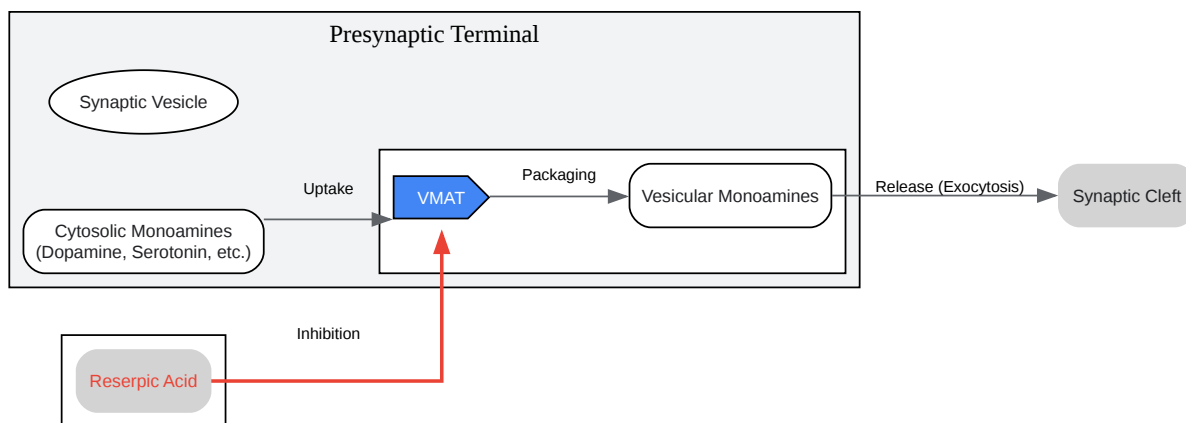 Presynaptic Terminal
Synaptic Vesicle
Uptake
VMAT
Packaging
Vesicular Monoamines
Release (Exocytosis)
Synaptic Cleft
Cytosolic Monoamines
(Dopamine, Serotonin, etc.)
Inhibition
Reserpic Acid